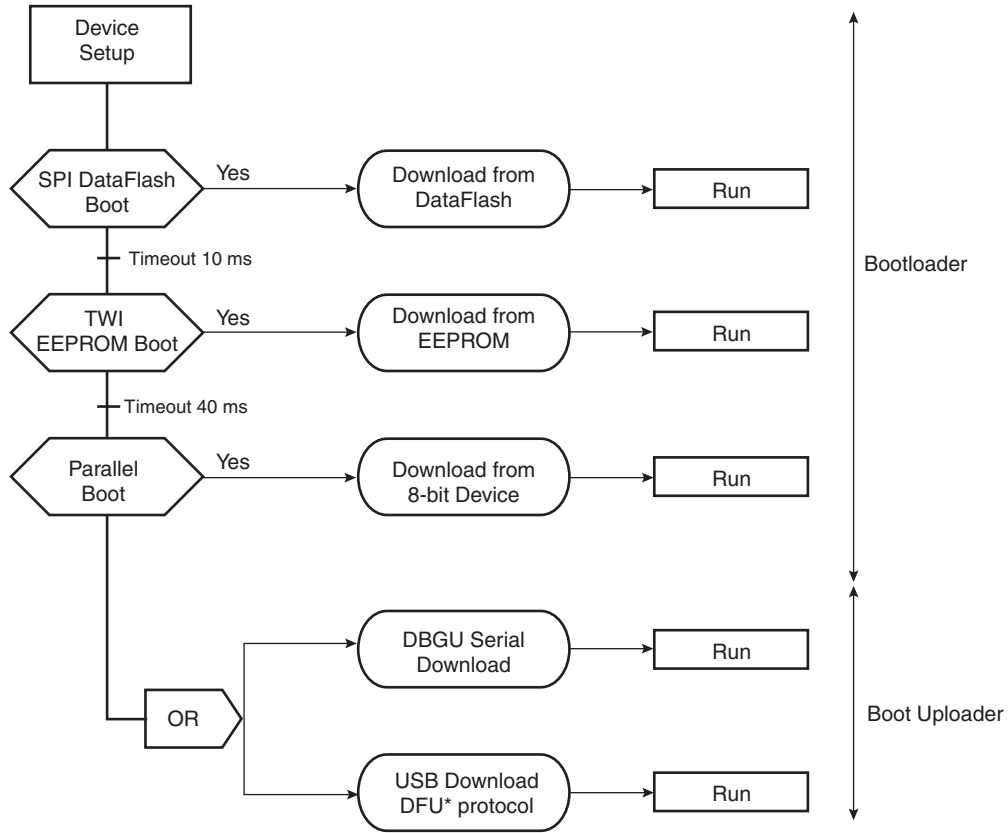 Device
Setup
SPI DataFlash
Boot
Yes
Download from
DataFlash
Run
Timeout 10 ms
Bootloader
TWI
EEPROM Boot
Yes
Download from
EEPROM
Run
Timeout 40 ms
Parallel
Boot
Yes
Download from
8-bit Device
Run
DBGU Serial
Download
Run
OR
Boot Uploader
USB Download
DFU* protocol
Run